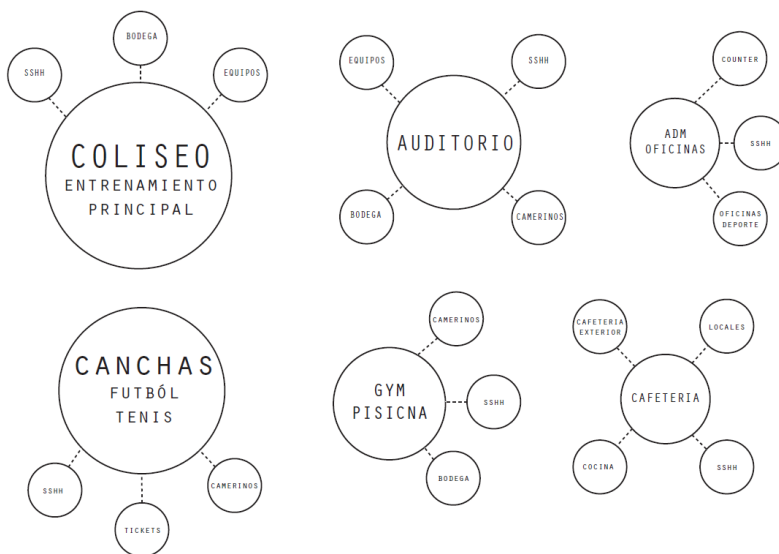 BODEGA
SSHH
EQUIPOS
COLISEO
ENTRENAMIENTO
PRINCIPAL
EQUIPOS
SSHH
AUDITORIO
BODEGA
CAMERINOS
COUNTER
ADM
OFICINAS
SSHH
OFICINAS
DEPORTE
CANCHAS
FUTBÓL
TENIS
SSHH
TICKETS
CAMERINOS
CAMERINOS
GYM
PISICNA
SSHH
BODEGA
CAFETERIA
EXTERIOR
LOCALES
CAFETERIA
COCINA
SSHH